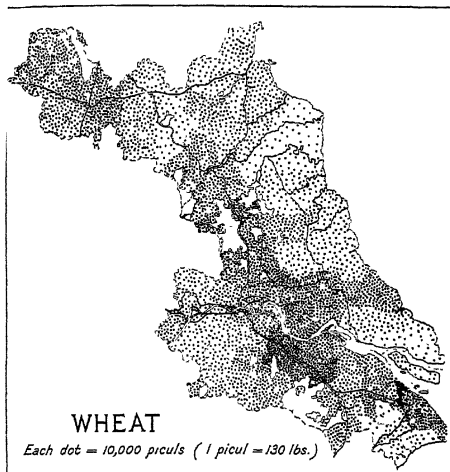 WHEAT
Each dot = 10,000 piculs ( 1 picul = 130 lbs.)